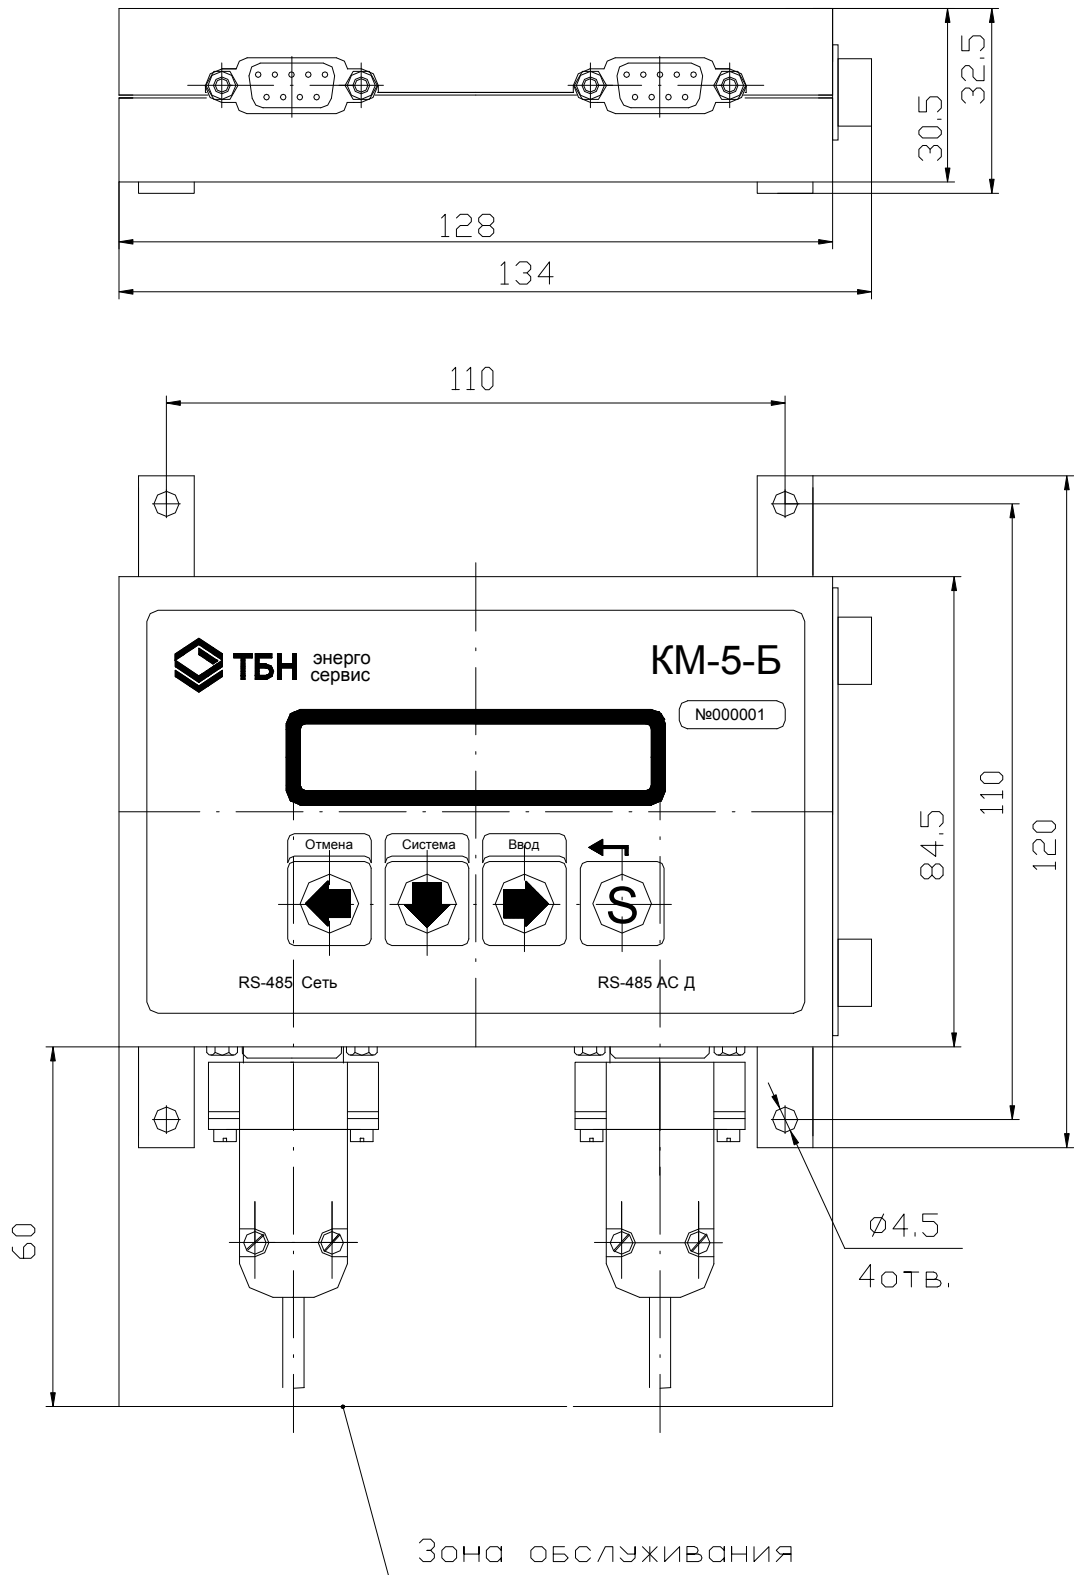 32.5
30.5
128
134
110
ТБН энерго
сервис
КМ-5-Б
№000001
110
120
84.5
Отмена
Система
Ввод
S
RS-485 Сеть
RS-485 АС Д
60
Ø4.5
4отв.
Зона обслуживания